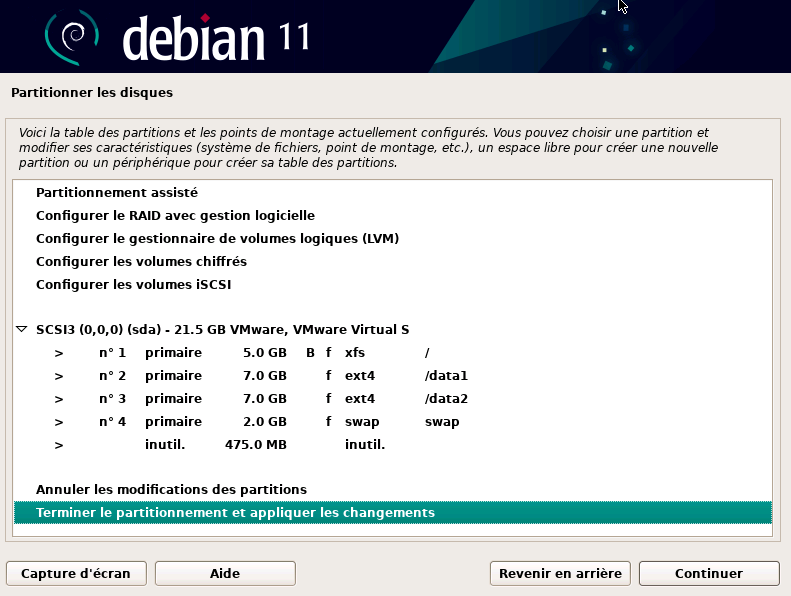 debian 11
Partitionner les disques
Voici la table des partitions et les points de montage actuellement configurés. Vous pouvez choisir une partition et
modifier ses caractéristiques (système de fichiers, point de montage, etc.), un espace libre pour créer une nouvelle
partition ou un périphérique pour créer sa table des partitions.
Partitionnement assisté
Configurer le RAID avec gestion logicielle
Configurer le gestionnaire de volumes logiques (LVM)
Configurer les volumes chiffrés
Configurer les volumes iSCSI
SCSI3 (0,0,0) (sda) - 21.5 GB VMware, VMware Virtual S
> n° 1 primaire 5.0 GB B f xfs /
> n° 2 primaire 7.0 GB f ext4 /data1
> n° 3 primaire 7.0 GB f ext4 /data2
> n° 4 primaire 2.0 GB f swap swap
> inutil. 475.0 MB inutil.
Annuler les modifications des partitions
Terminer le partitionnement et appliquer les changements
Capture d'écran Aide Revenir en arrière Continuer